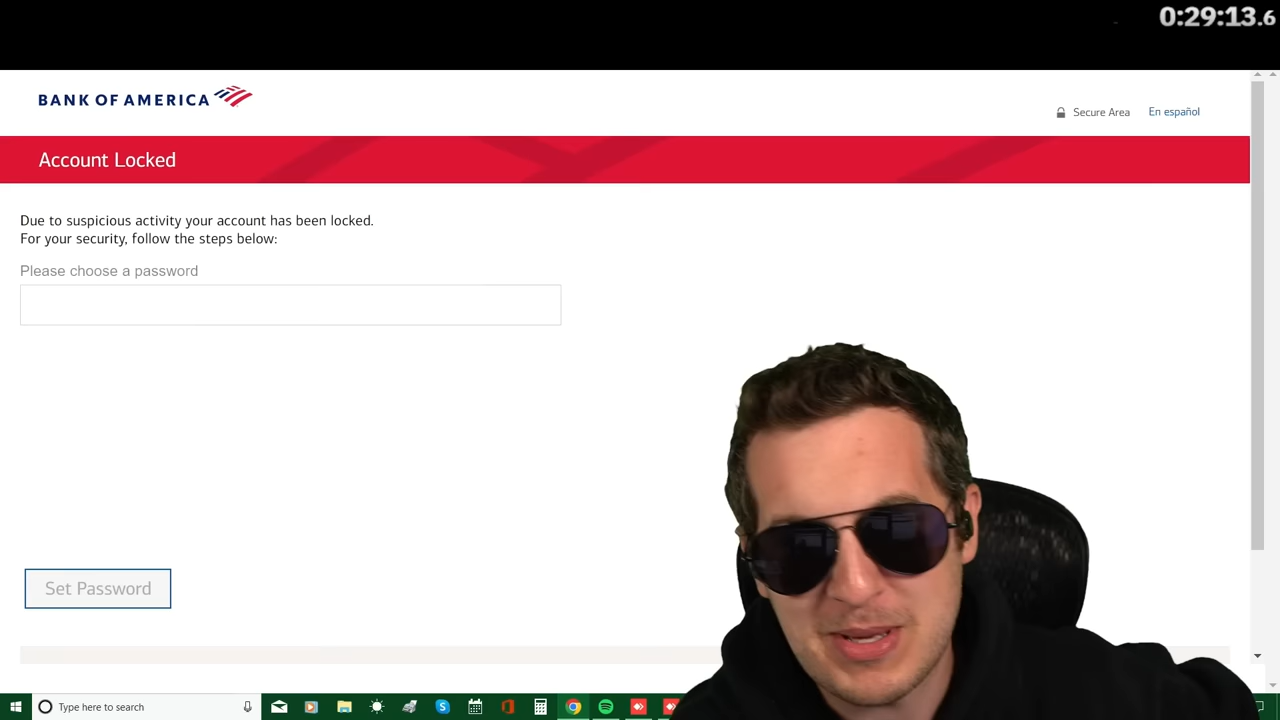 0:29:13.6
BANK OF AMERICA
Secure Area
En español
Account Locked
Due to suspicious activity your account has been locked.
For your security, follow the steps below:
Please choose a password
Set Password
Type here to search